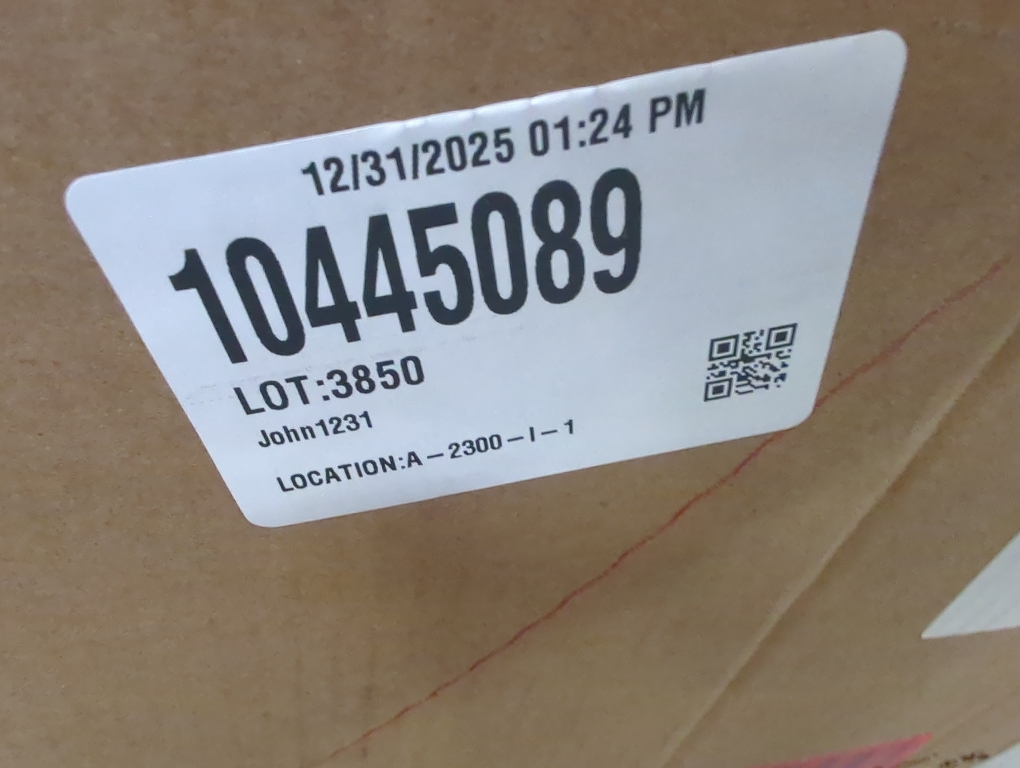 12/31/2025 01:24 PM
10445089
LOT:3850
John1231
LOCATION:A-2300-I-1